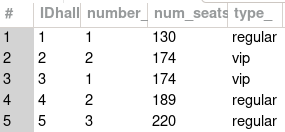 # IDhall number_ num_seats type_
1 1 1 130 regular
2 2 2 174 vip
3 3 1 174 vip
4 4 2 189 regular
5 5 3 220 regular